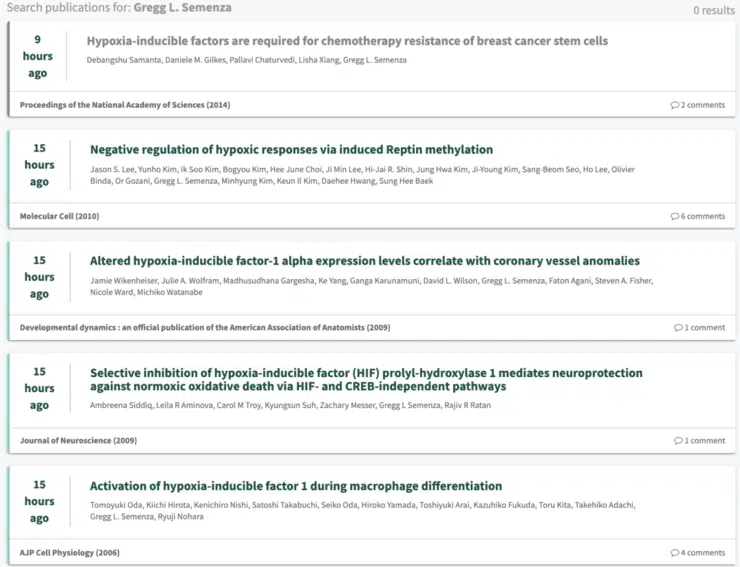 Search publications for: Gregg L. Semenza
0 results
9
hours
ago
Hypoxia-inducible factors are required for chemotherapy resistance of breast cancer stem cells
Debangshu Samanta, Daniele M. Gilkes, Pallavi Chaturvedi, Lisha Xiang, Gregg L. Semenza
Proceedings of the National Academy of Sciences (2014)
2 comments
15
hours
ago
Negative regulation of hypoxic responses via induced Reptin methylation
Jason S. Lee, Yunho Kim, Ik Soo Kim, Bogyou Kim, Hee June Choi, Ji Min Lee, Hi-Jai R. Shin, Jung Hwa Kim, Ji-Young Kim, Sang-Beom Seo, Ho Lee, Olivier
Binda, Or Gozani, Gregg L. Semenza, Minhyung Kim, Keun Il Kim, Daehee Hwang, Sung Hee Baek
Molecular Cell (2010)
6 comments
15
hours
ago
Altered hypoxia-inducible factor-1 alpha expression levels correlate with coronary vessel anomalies
Jamie Wikenheiser, Julie A. Wolfram, Madhusudhana Gargesha, Ke Yang, Ganga Karunamuni, David L. Wilson, Gregg L. Semenza, Faton Agani, Steven A. Fisher,
Nicole Ward, Michiko Watanabe
Developmental dynamics : an official publication of the American Association of Anatomists (2009)
1 comment
15
hours
ago
Selective inhibition of hypoxia-inducible factor (HIF) prolyl-hydroxylase 1 mediates neuroprotection
against normoxic oxidative death via HIF- and CREB-independent pathways
Ambreena Siddiq, Leila R Aminova, Carol M Troy, Kyungsun Suh, Zachary Messer, Gregg L Semenza, Rajiv R Ratan
Journal of Neuroscience (2009)
1 comment
15
hours
ago
Activation of hypoxia-inducible factor 1 during macrophage differentiation
Tomoyuki Oda, Kiichi Hirota, Kenichiro Nishi, Satoshi Takabuchi, Seiko Oda, Hiroko Yamada, Toshiyuki Arai, Kazuhiko Fukuda, Toru Kita, Takehiko Adachi,
Gregg L. Semenza, Ryuji Nohara
AJP Cell Physiology (2006)
4 comments